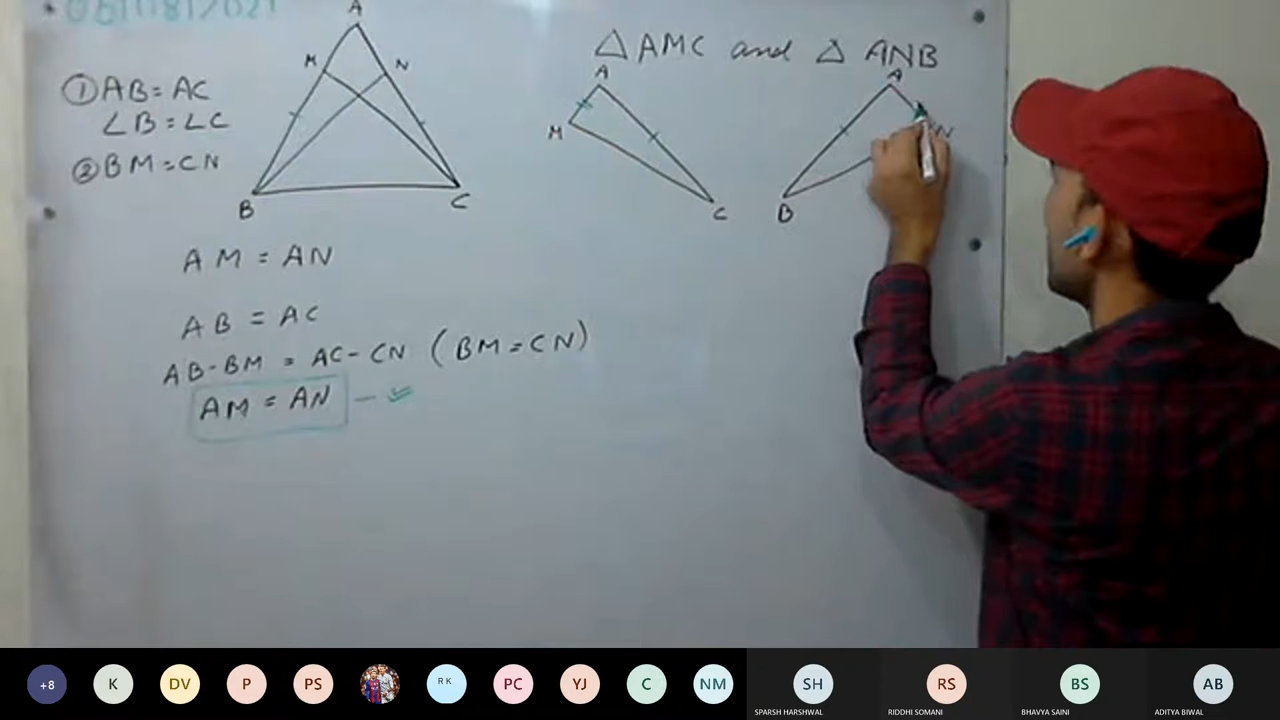 ① AB = AC
∠B = ∠C
② BM = CN
A
M
N
B
C
AM = AN
AB = AC
AB-BM = AC-CN (BM=CN)
AM = AN
△ AMC and △ ANB
A
M
C
A
N
B
+8
K
DV
P
PS
RK
PC
YJ
C
NM
SH
SPARSH HARSHWAL
RS
RIDDHI SOMANI
BS
BHAVYA SAINI
AB
ADITYA BIWAL